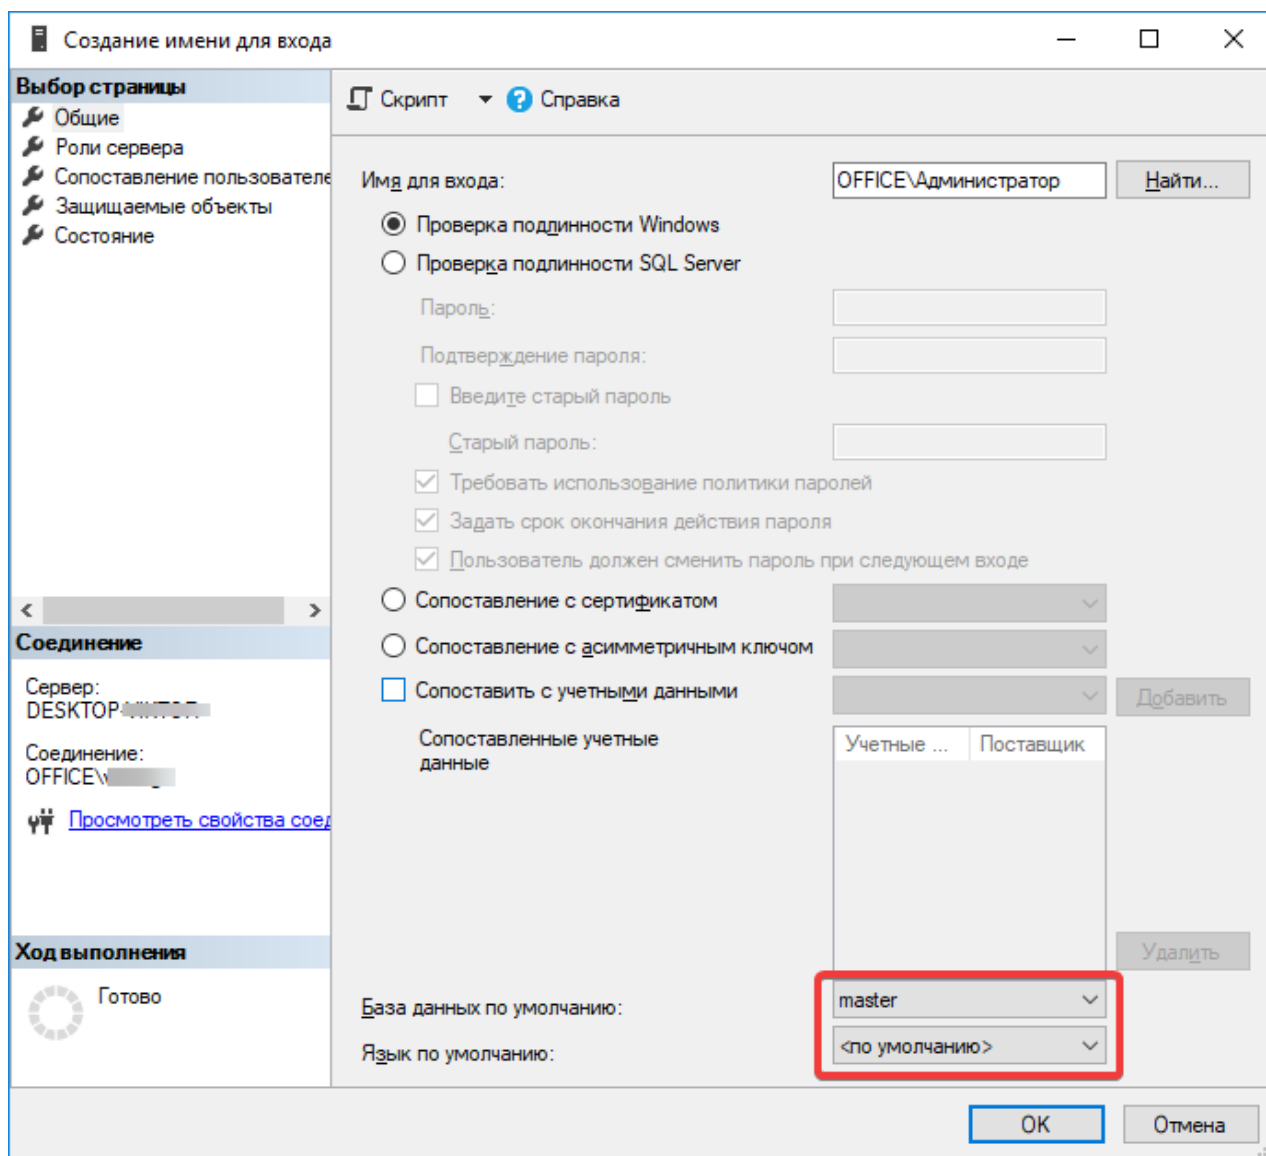 Создание имени для входа
Выбор страницы
Общие
Роли сервера
Сопоставление пользователе
Защищаемые объекты
Состояние
Скрипт
Справка
Имя для входа:
OFFICE\Администратор
Найти...
Проверка подлинности Windows
Проверка подлинности SQL Server
Пароль:
Подтверждение пароля:
Введите старый пароль
Старый пароль:
Требовать использование политики паролей
Задать срок окончания действия пароля
Пользователь должен сменить пароль при следующем входе
Сопоставление с сертификатом
Сопоставление с асимметричным ключом
Сопоставить с учетными данными
Добавить
Сопоставленные учетные
данные
Учетные ...
Поставщик
Удалить
База данных по умолчанию:
master
Язык по умолчанию:
<по умолчанию>
Соединение
Сервер:
DESKTOP-
Соединение:
OFFICE\
Просмотреть свойства соед
Ход выполнения
Готово
OK
Отмена